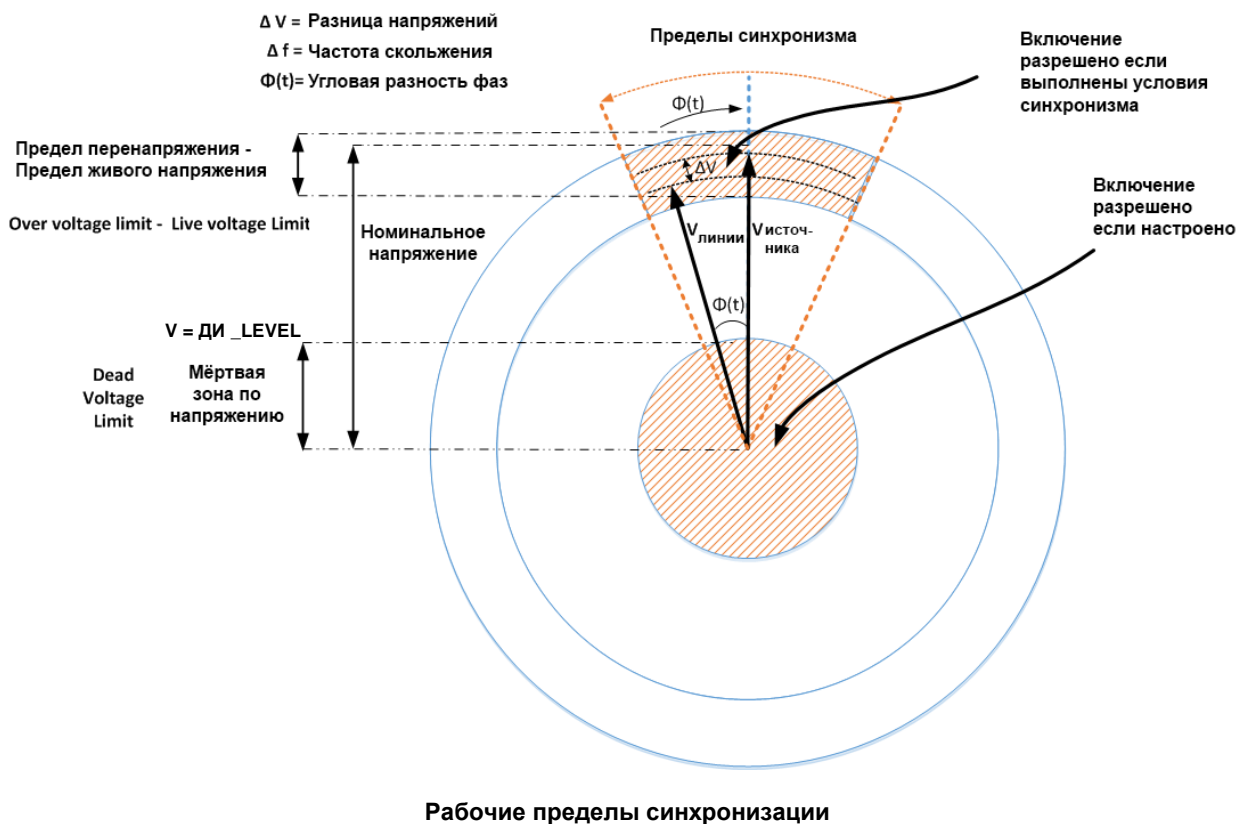 Δ V = Разница напряжений
Δ f = Частота скольжения
Φ(t)= Угловая разность фаз
Пределы синхронизма
Включение
разрешено если
выполнены условия
синхронизма
Φ(t)
Предел перенапряжения -
Предел живого напряжения
Over voltage limit - Live voltage Limit
ΔV
Номинальное
напряжение
V линии
V источ-
ника
Включение
разрешено
если настроено
Φ(t)
V = ДИ _LEVEL
Dead
Voltage
Limit
Мёртвая
зона по
напряжению
Рабочие пределы синхронизации